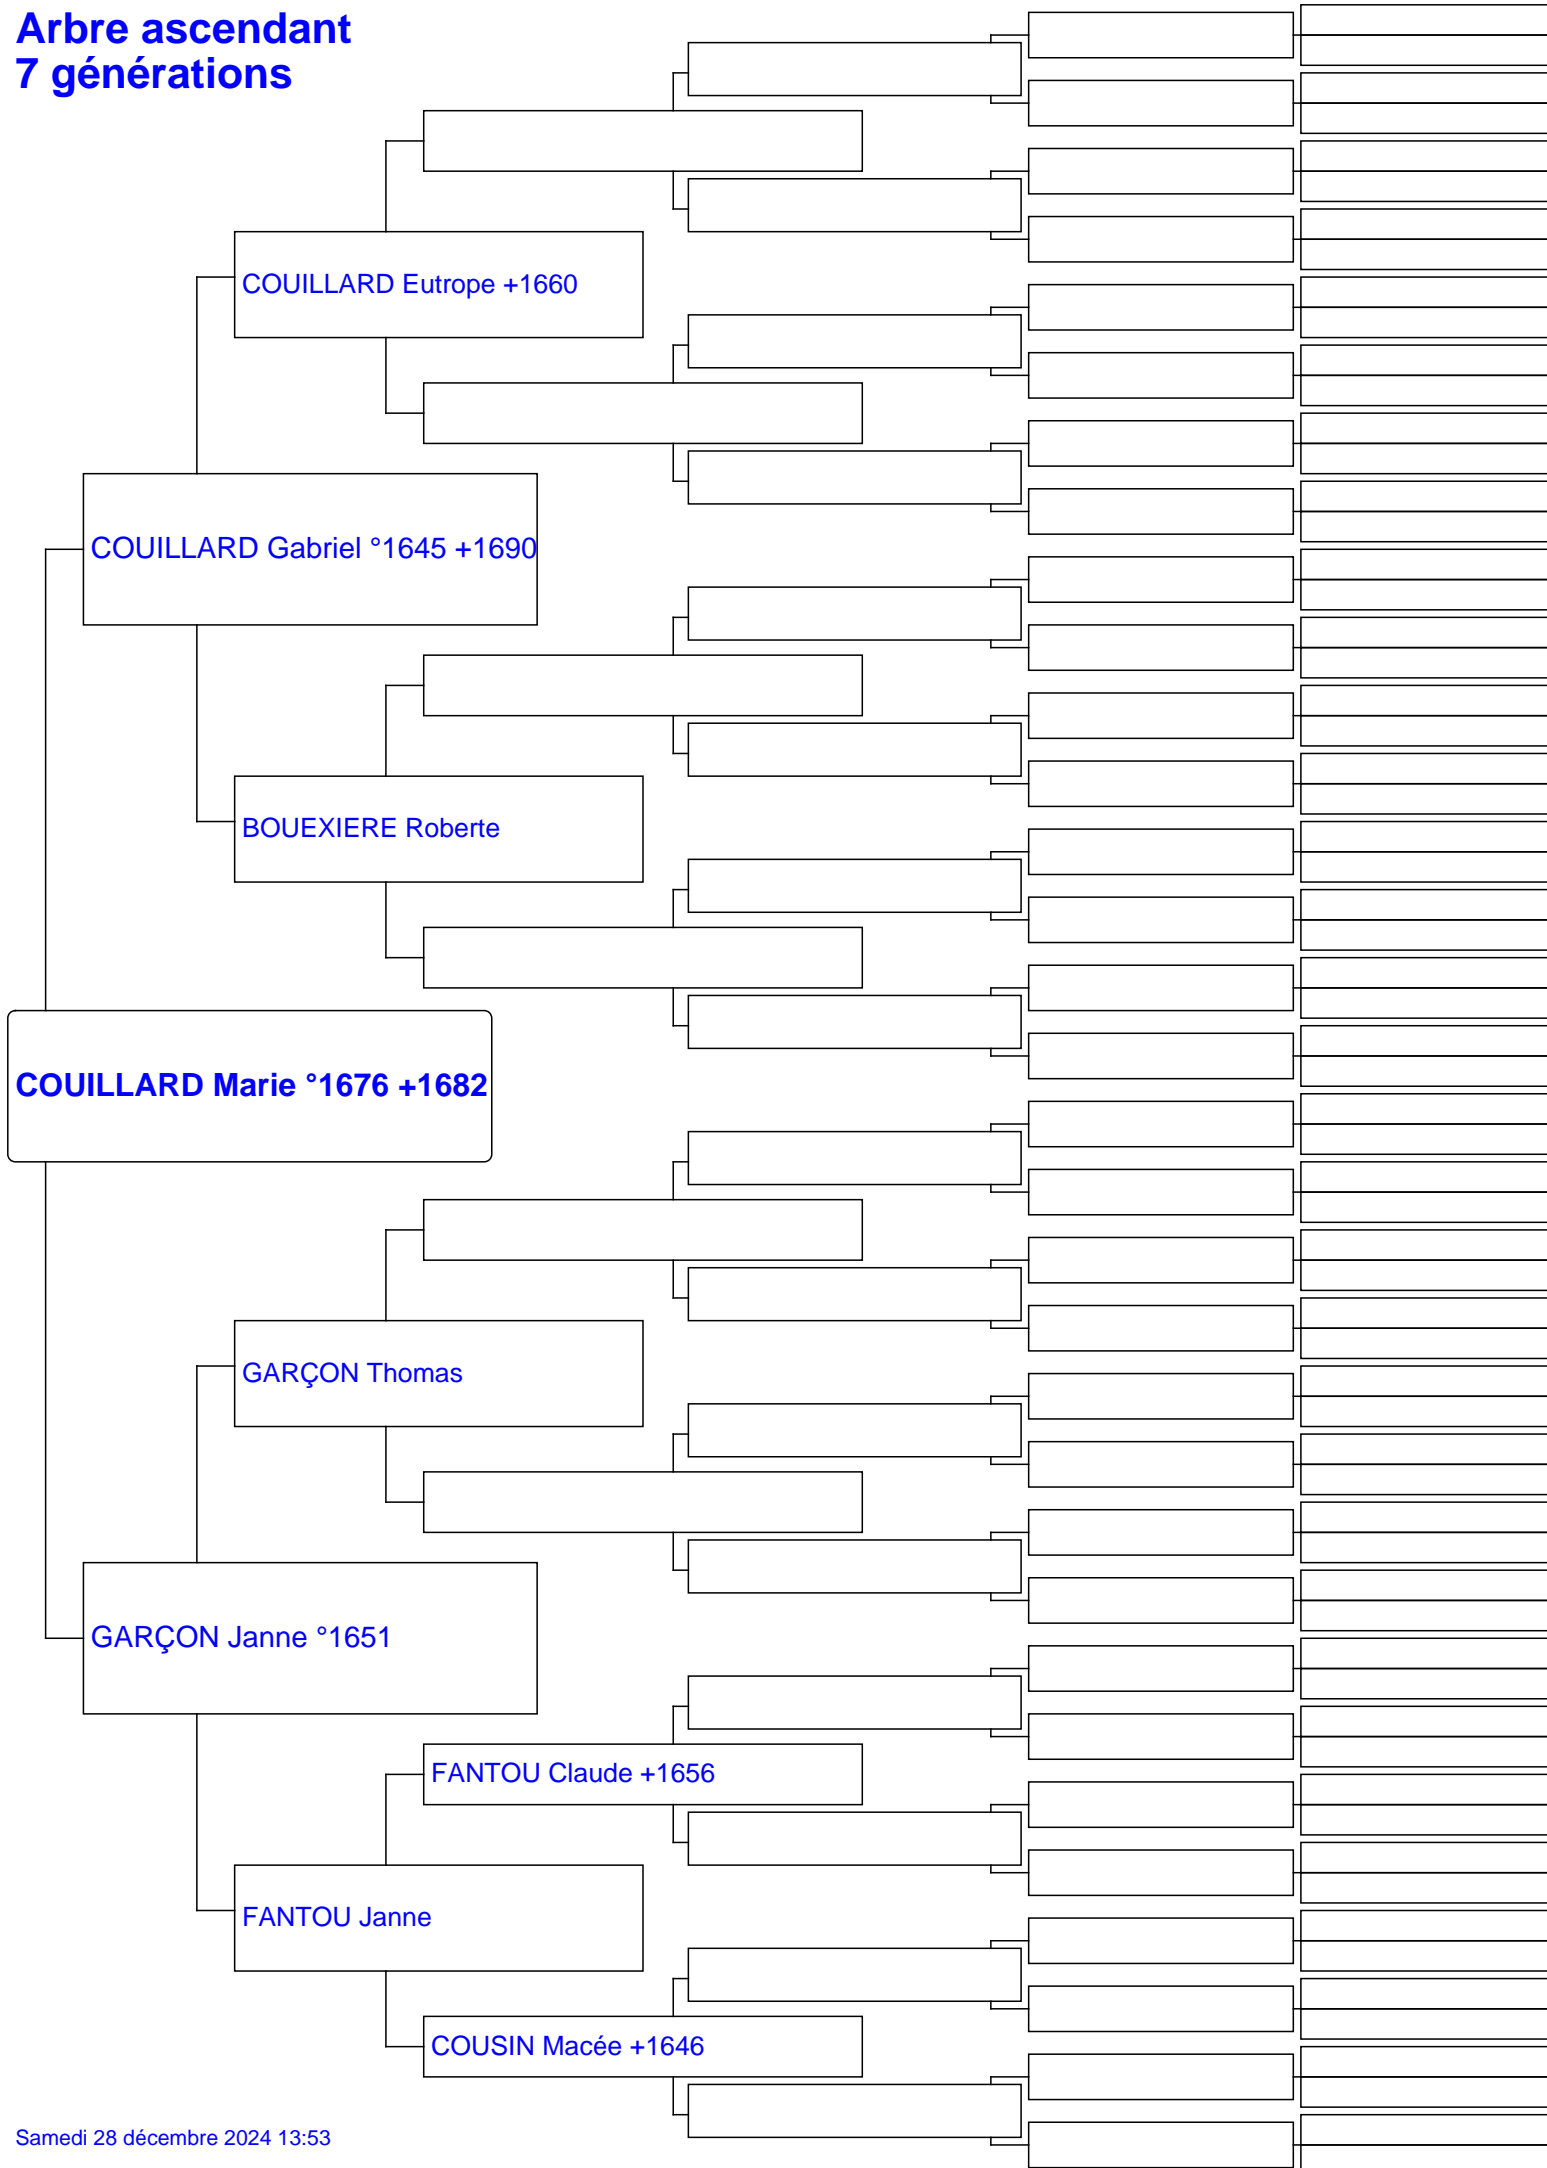 Arbre ascendant
7 générations
COUILLARD Eutrope +1660
COUILLARD Gabriel °1645 +1690
BOUEXIERE Roberte
COUILLARD Marie °1676 +1682
GARÇON Thomas
GARÇON Janne °1651
FANTOU Claude +1656
FANTOU Janne
COUSIN Macée +1646
Samedi 28 décembre 2024 13:53